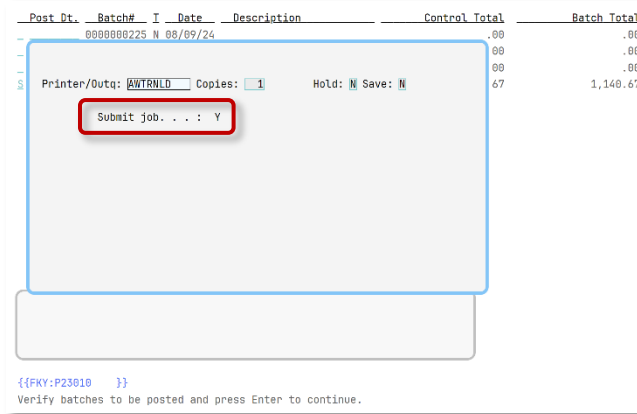 Post Dt. Batch# T Date Description Control Total Batch Total
0000000225 N 08/09/24 .00 .00
00 .00
00 .00
S Printer/Outq: AWTRNLD Copies: 1 Hold: N Save: N 67 1,140.67
Submit job. . . : Y
{{FKY:P23010 }}
Verify batches to be posted and press Enter to continue.